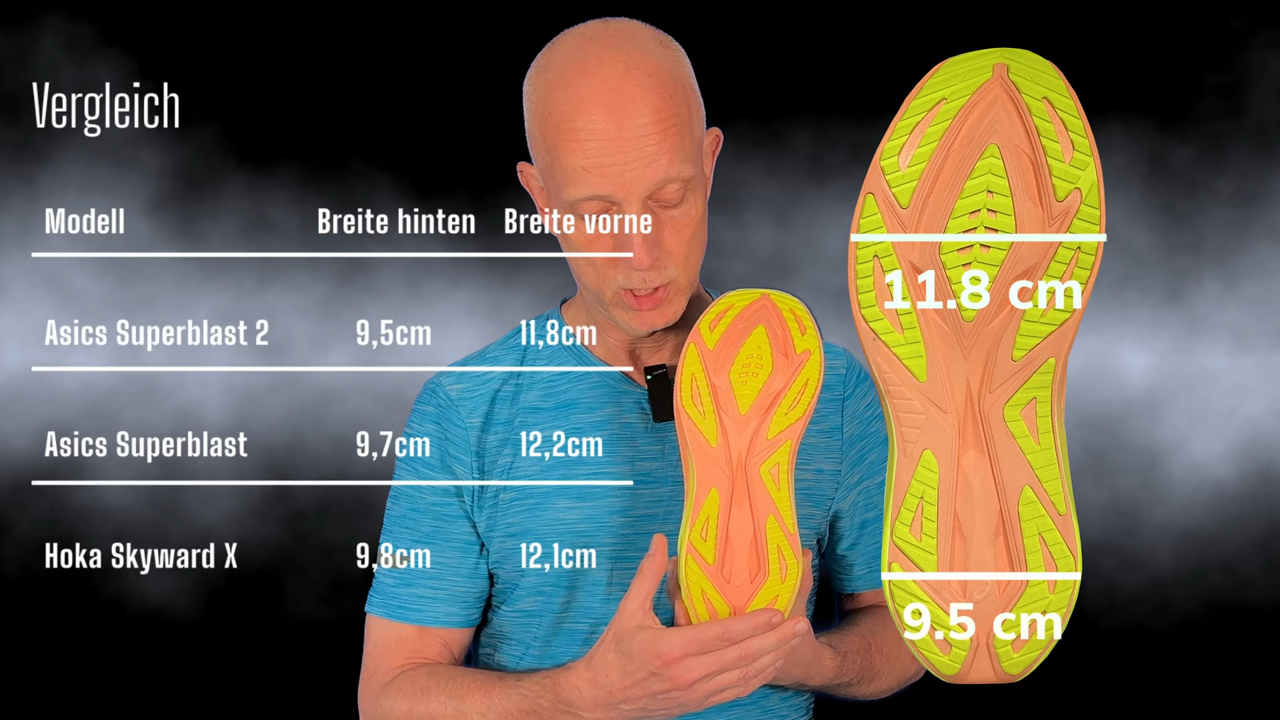 Vergleich
Modell Breite hinten Breite vorne
Asics Superblast 2 9,5cm 11,8cm
Asics Superblast 9,7cm 12,2cm
Hoka Skyward X 9,8cm 12,1cm
11.8 cm
9.5 cm